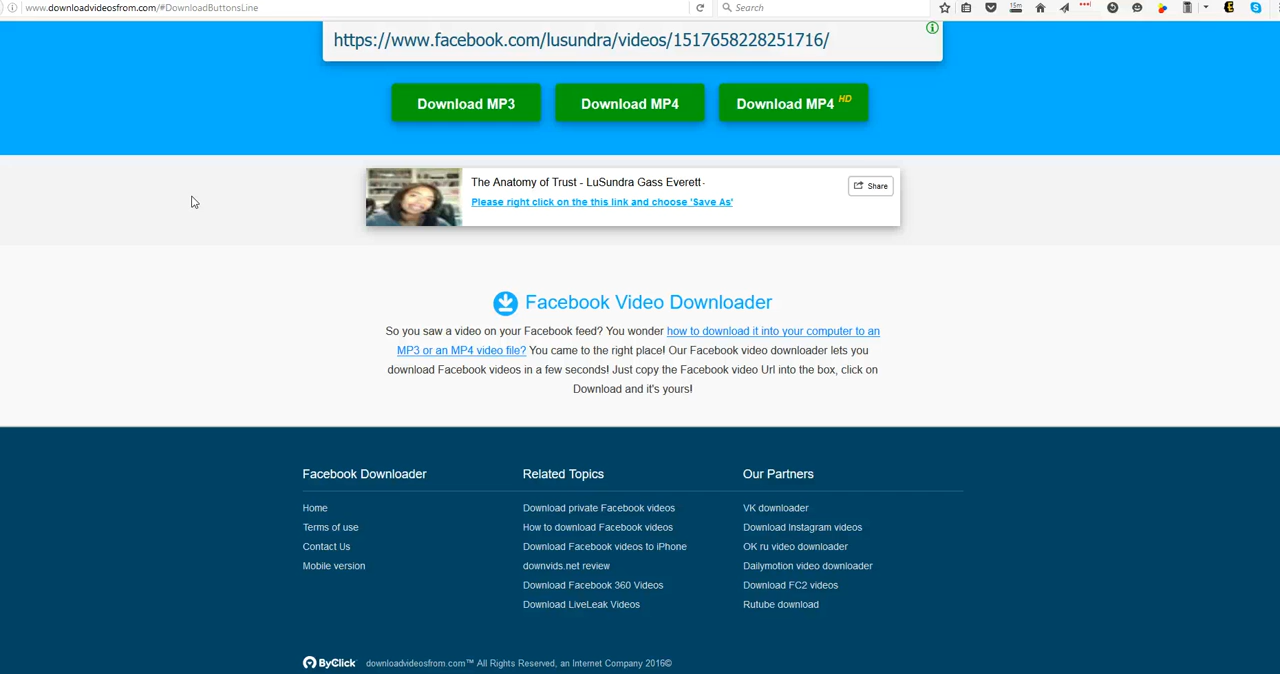 www.downloadvideosfrom.com/#DownloadButtonsLine
Search
15m
https://www.facebook.com/lusundra/videos/1517658228251716/
Download MP3
Download MP4
Download MP4 HD
The Anatomy of Trust - LuSundra Gass Everett -
Share
Please right click on the this link and choose 'Save As'
Facebook Video Downloader
So you saw a video on your Facebook feed? You wonder how to download it into your computer to an
MP3 or an MP4 video file? You came to the right place! Our Facebook video downloader lets you
download Facebook videos in a few seconds! Just copy the Facebook video Url into the box, click on
Download and it's yours!
Facebook Downloader
Home
Terms of use
Contact Us
Mobile version
Related Topics
Download private Facebook videos
How to download Facebook videos
Download Facebook videos to iPhone
downvids.net review
Download Facebook 360 Videos
Download LiveLeak Videos
Our Partners
VK downloader
Download Instagram videos
OK ru video downloader
Dailymotion video downloader
Download FC2 videos
Rutube download
ByClick downloadvideosfrom.com™ All Rights Reserved, an Internet Company 2016©